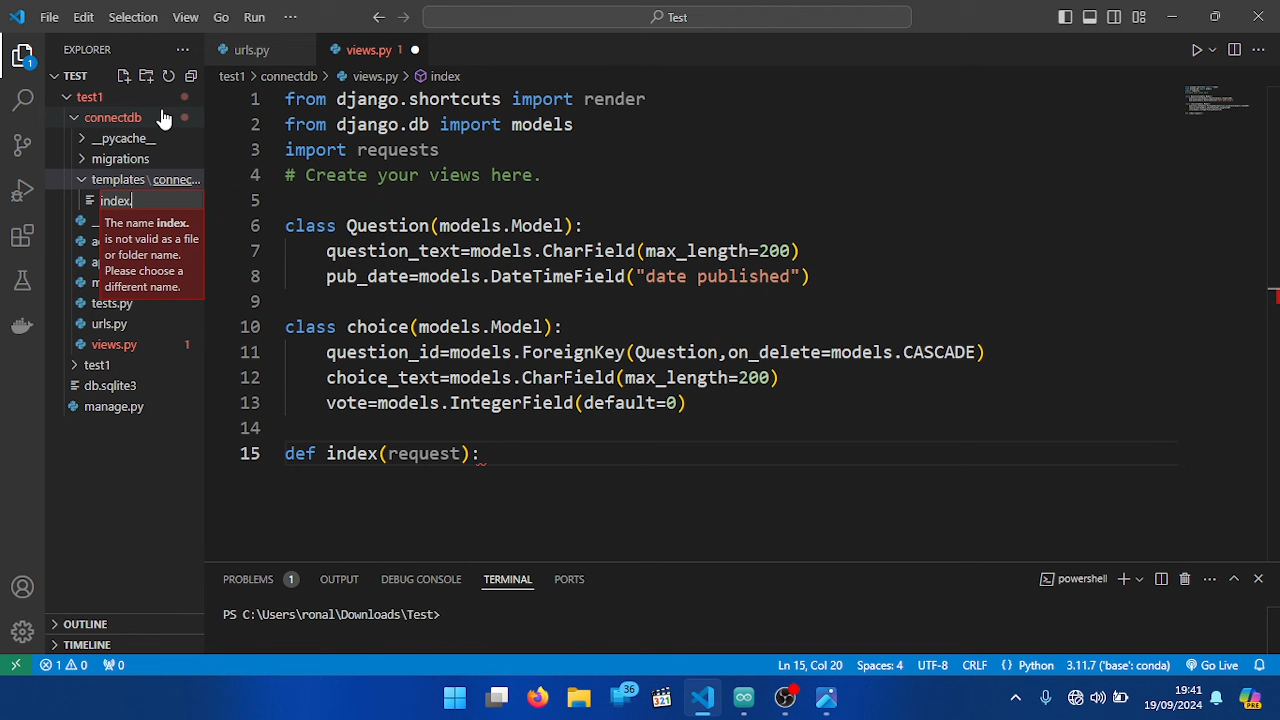 File Edit Selection View Go Run ··· Test
EXPLORER ···
urls.py views.py 1
TEST
test1 > connectdb > views.py > index
test1
connectdb
__pycache__
migrations
templates\connec...
index.
The name index.
is not valid as a file
or folder name.
Please choose a
different name.
tests.py
urls.py
views.py 1
test1
db.sqlite3
manage.py
OUTLINE
TIMELINE
1 from django.shortcuts import render
2 from django.db import models
3 import requests
4 # Create your views here.
5
6 class Question(models.Model):
7 question_text=models.CharField(max_length=200)
8 pub_date=models.DateTimeField("date published")
9
10 class choice(models.Model):
11 question_id=models.ForeignKey(Question,on_delete=models.CASCADE)
12 choice_text=models.CharField(max_length=200)
13 vote=models.IntegerField(default=0)
14
15 def index(request):
PROBLEMS 1 OUTPUT DEBUG CONSOLE TERMINAL PORTS powershell
PS C:\Users\ronal\Downloads\Test>
1 0 0 Ln 15, Col 20 Spaces: 4 UTF-8 CRLF Python 3.11.7 ('base': conda) Go Live
36 321 19:41
19/09/2024
PRE